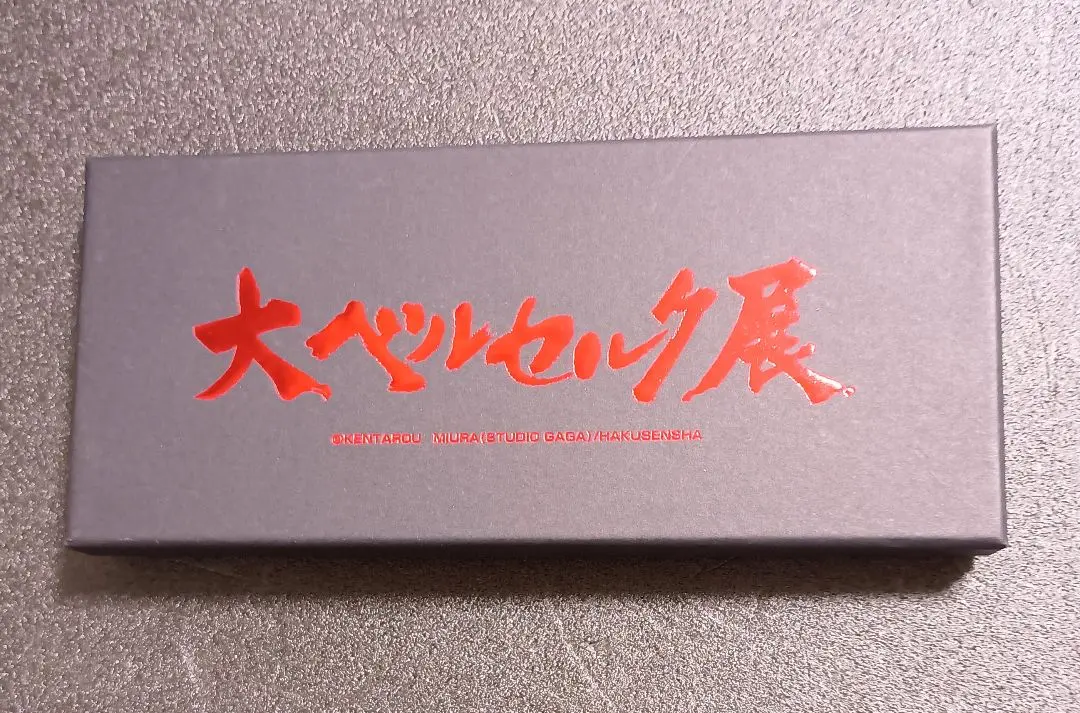 大ベルセルク展
©KENTAROU MIURA(STUDIO GAGA)/HAKUSENSHA